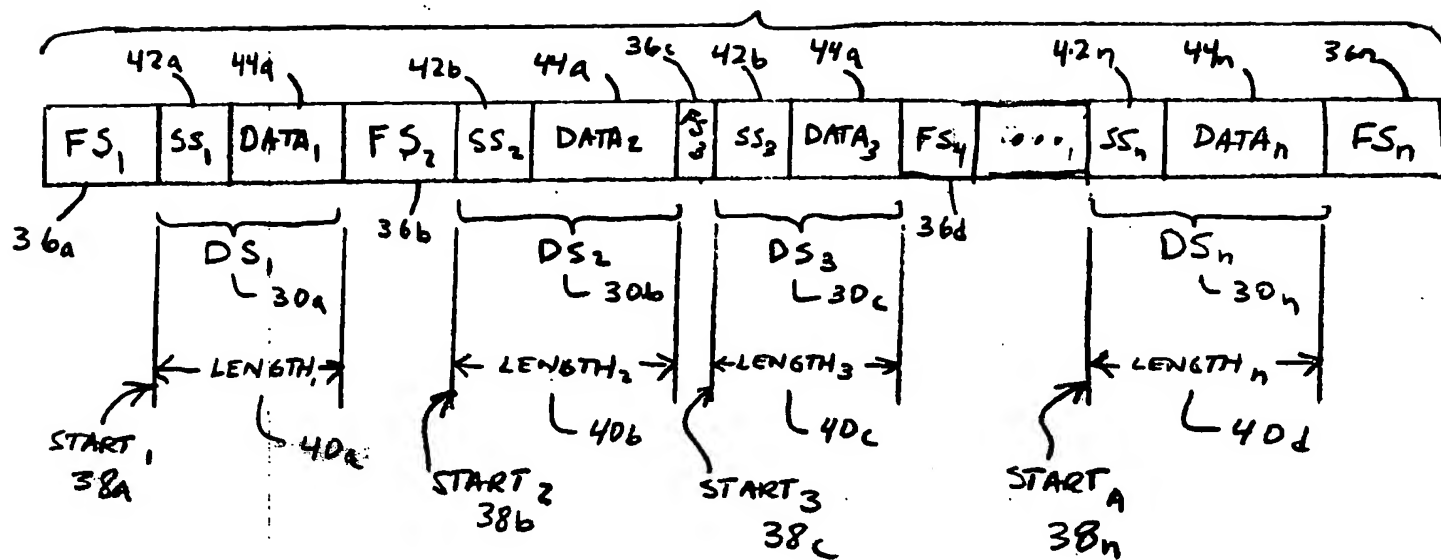 42a 44a 42b 44a 36c 42b 44a 42n 44n 36n
FS1 SS1 DATA1 FS2 SS2 DATA2 FS3 SS3 DATA3 FS4 ...., SSn DATAn FSn
36a 36b 36d
DS1 DS2 DS3 DSn
30a 30b 30c 30n
LENGTH1 LENGTH2 LENGTH3 LENGTHn
40a 40b 40c 40d
START1 START2 START3 STARTA
38a 38b 38c 38n